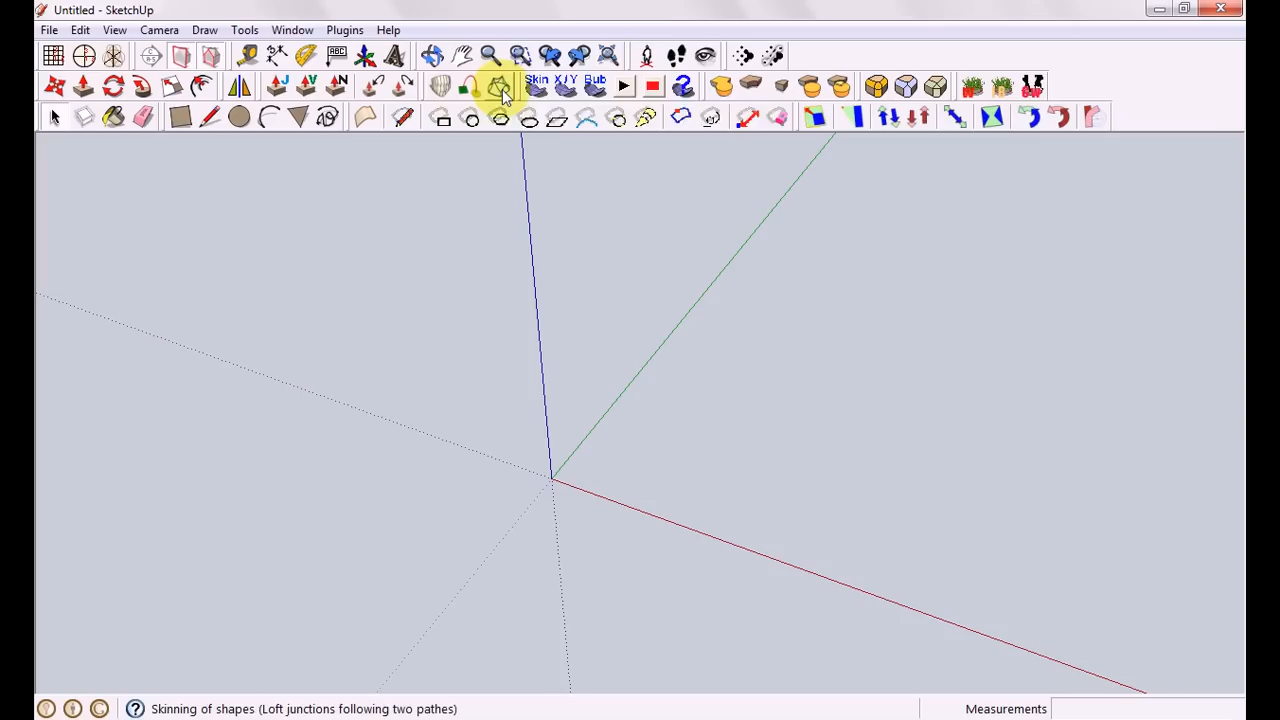 Untitled - SketchUp
File Edit View Camera Draw Tools Window Plugins Help
ABC
J V N Skin X/Y Bub
Skinning of shapes (Loft junctions following two pathes) Measurements